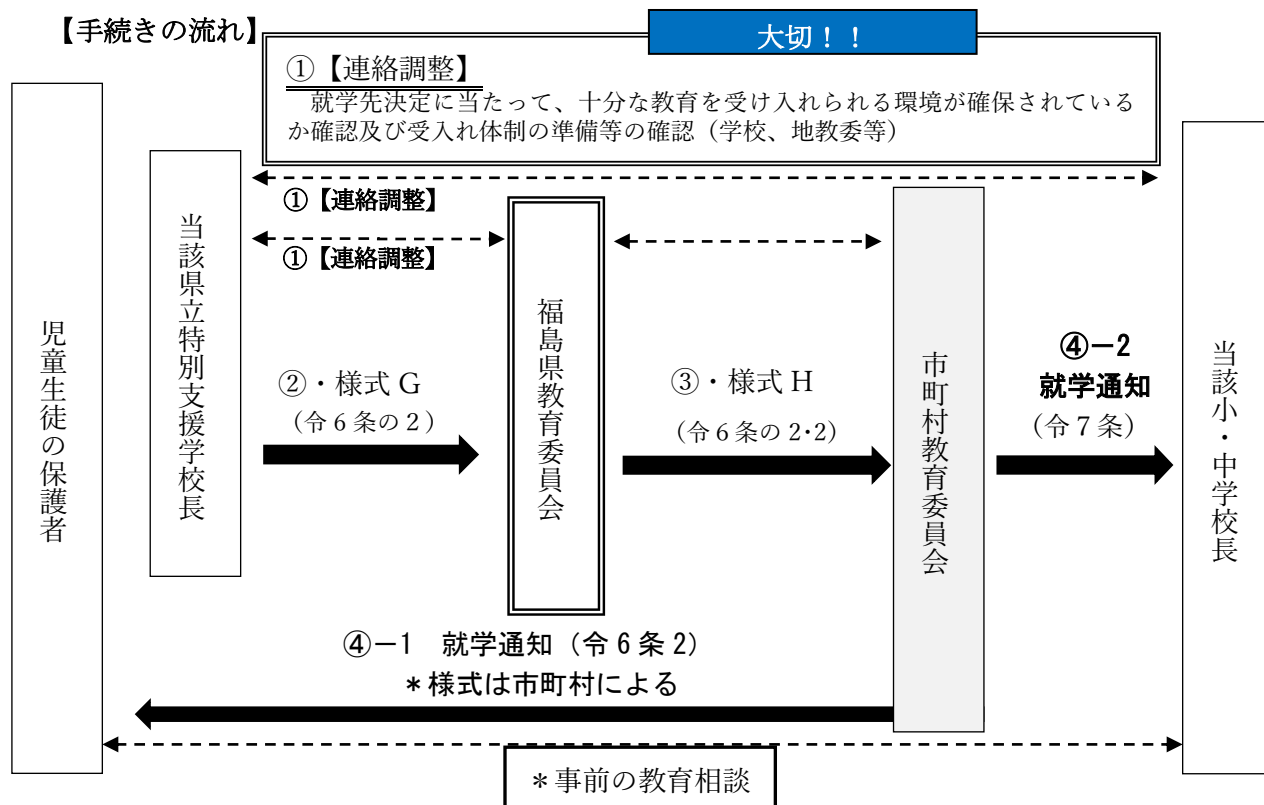 【手続きの流れ】
大切！！
①【連絡調整】
就学先決定に当たって、十分な教育を受け入れられる環境が確保されている
か確認及び受入れ体制の準備等の確認（学校、地教委等）
①【連絡調整】
①【連絡調整】
児童生徒の保護者
当該県立特別支援学校長
②・様式 G
（令 6 条の 2 ）
福島県教育委員会
③・様式 H
（令 6 条の 2･2）
市町村教育委員会
④－2
就学通知
（令 7 条）
当該小・中学校長
④－1　就学通知（令 6 条 2）
＊様式は市町村による
＊事前の教育相談